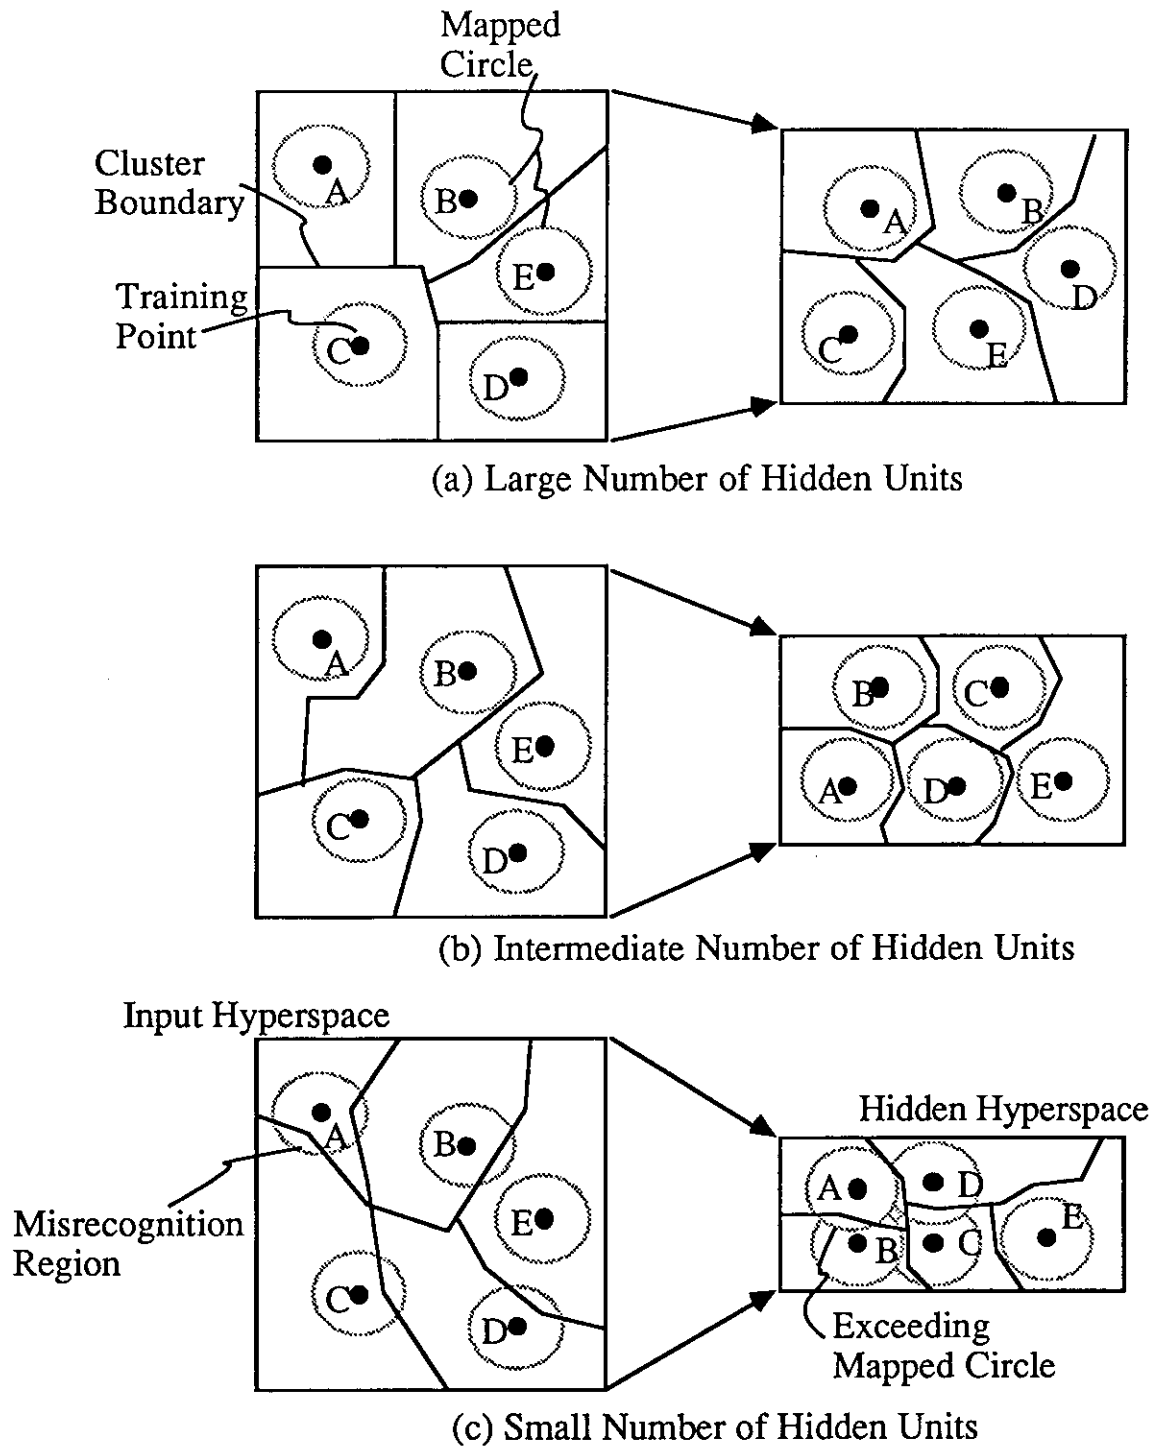 Mapped
Circle
Cluster
Boundary
Training
Point
A
B
E
C
D
A
B
D
C
E
(a) Large Number of Hidden Units
A
B
E
C
D
B
C
A
D
E
(b) Intermediate Number of Hidden Units
Input Hyperspace
Hidden Hyperspace
A
B
E
C
D
A
D
E
B
C
Misrecognition
Region
Exceeding
Mapped Circle
(c) Small Number of Hidden Units